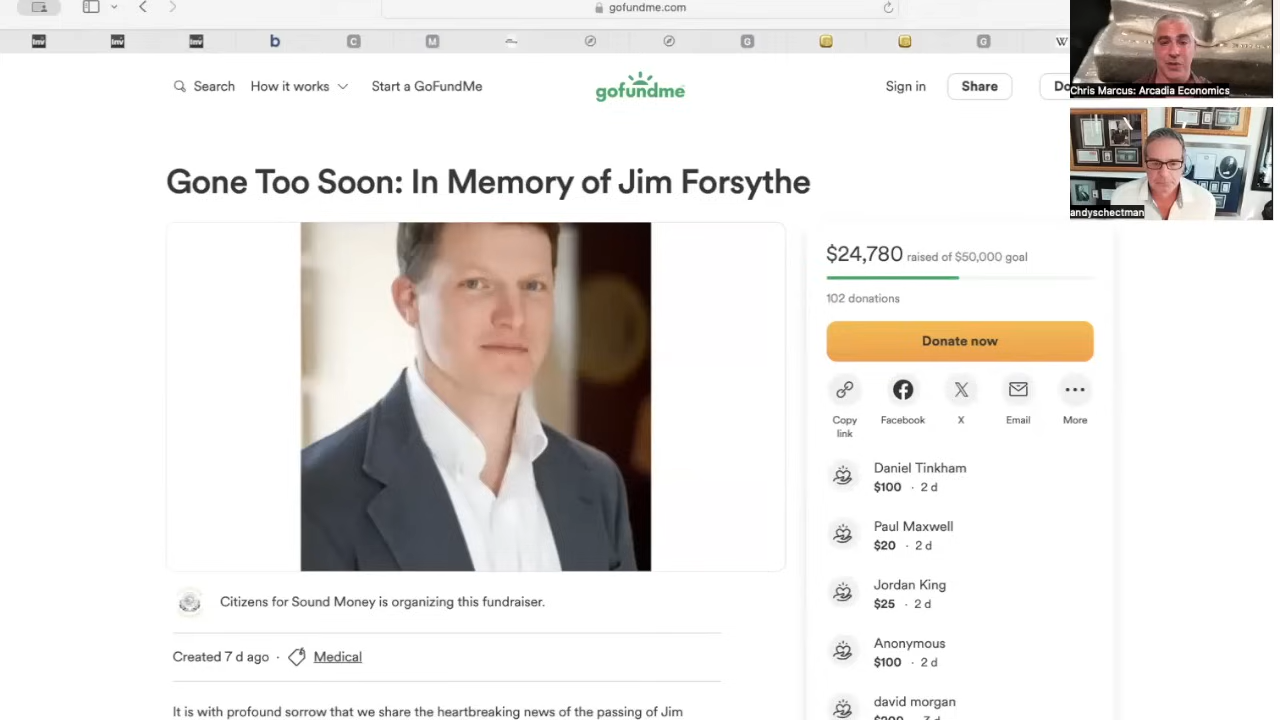 gofundme.com
Inv
Inv
Inv
b
C
M
G
G
W
Search
How it works
Start a GoFundMe
gofundme
Sign in
Share
Chris Marcus: Arcadia Economics
andyschectman
Gone Too Soon: In Memory of Jim Forsythe
$24,780 raised of $50,000 goal
102 donations
Donate now
Copy
link
Facebook
X
Email
More
Daniel Tinkham
$100 · 2 d
Paul Maxwell
$20 · 2 d
Jordan King
$25 · 2 d
Anonymous
$100 · 2 d
david morgan
Citizens for Sound Money is organizing this fundraiser.
Created 7 d ago · Medical
It is with profound sorrow that we share the heartbreaking news of the passing of Jim